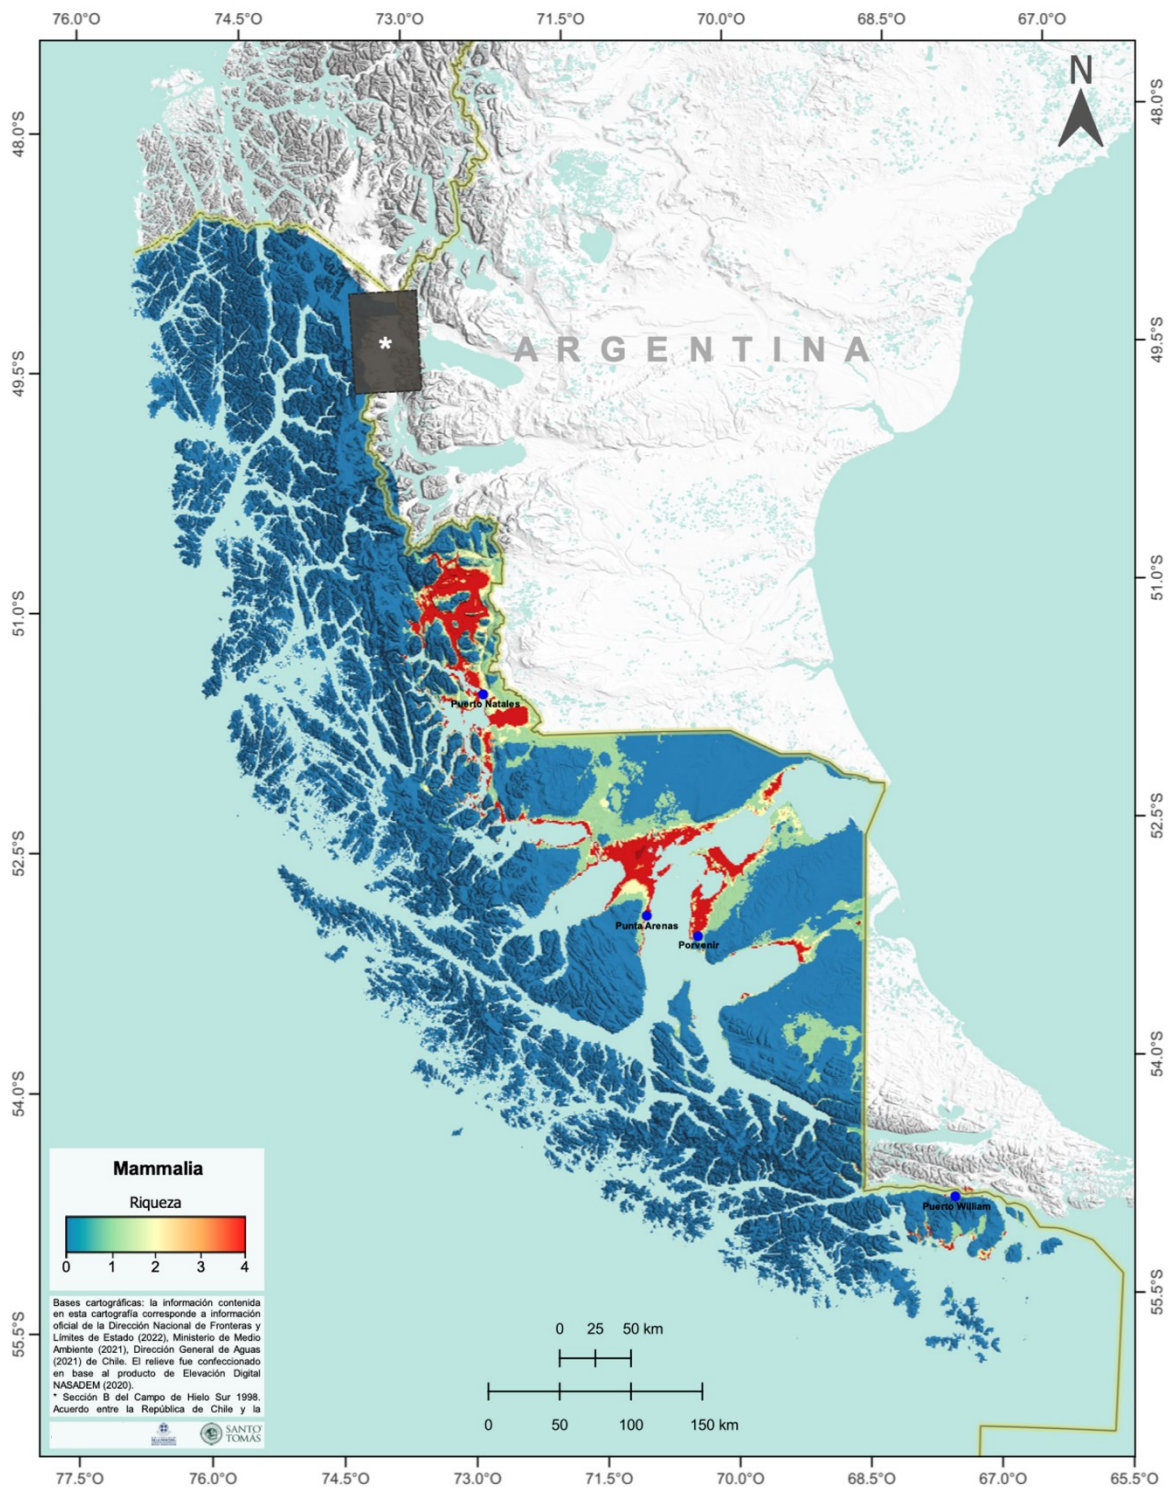 76.0°O 74.5°O 73.0°O 71.5°O 70.0°O 68.5°O 67.0°O
N
48.0°S
48.0°S
ARGENTINA
*
49.5°S
49.5°S
51.0°S
51.0°S
Puerto Natales
52.5°S
52.5°S
Punta Arenas
Porvenir
54.0°S
54.0°S
Puerto William
55.5°S
55.5°S
Mammalia
Riqueza
0 1 2 3 4
Bases cartográficas: la información contenida
en esta cartografía corresponde a información
oficial de la Dirección Nacional de Fronteras y
Límites de Estado (2022), Ministerio de Medio
Ambiente (2021), Dirección General de Aguas
(2021) de Chile. El relieve fue confeccionado
en base al producto de Elevación Digital
NASADEM (2020).
* Sección B del Campo de Hielo Sur 1998.
Acuerdo entre la República de Chile y la
SANTO
TOMÁS
0 25 50 km
0 50 100 150 km
77.5°O 76.0°O 74.5°O 73.0°O 71.5°O 70.0°O 68.5°O 67.0°O 65.5°O